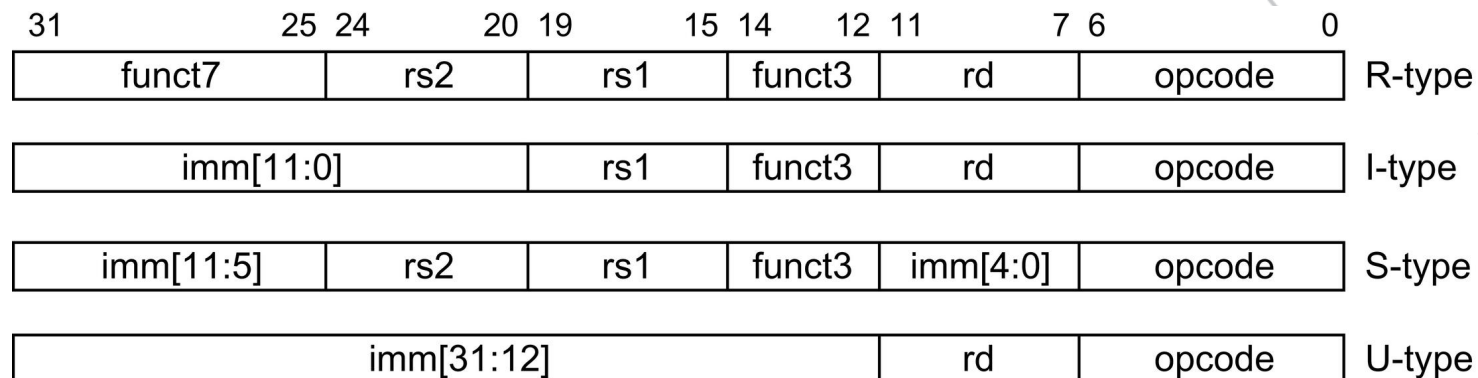 31 25 24 20 19 15 14 12 11 7 6 0
funct7 rs2 rs1 funct3 rd opcode R-type
imm[11:0] rs1 funct3 rd opcode I-type
imm[11:5] rs2 rs1 funct3 imm[4:0] opcode S-type
imm[31:12] rd opcode U-type